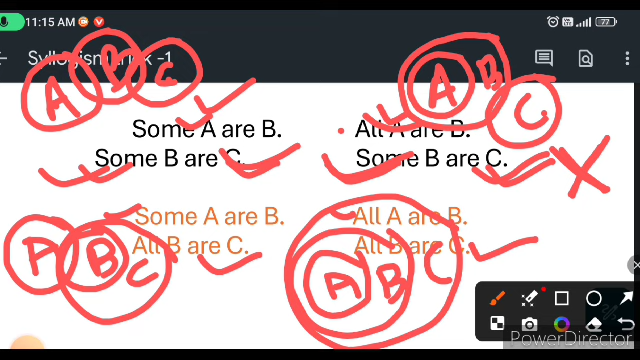 11:15 AM
77
Syllogism trick -1
A B C
A B C
Some A are B.
Some B are C.
All A are B.
Some B are C.
X
Some A are B.
All B are C.
All A are B.
All B are C.
A B C
A B C
PowerDirector